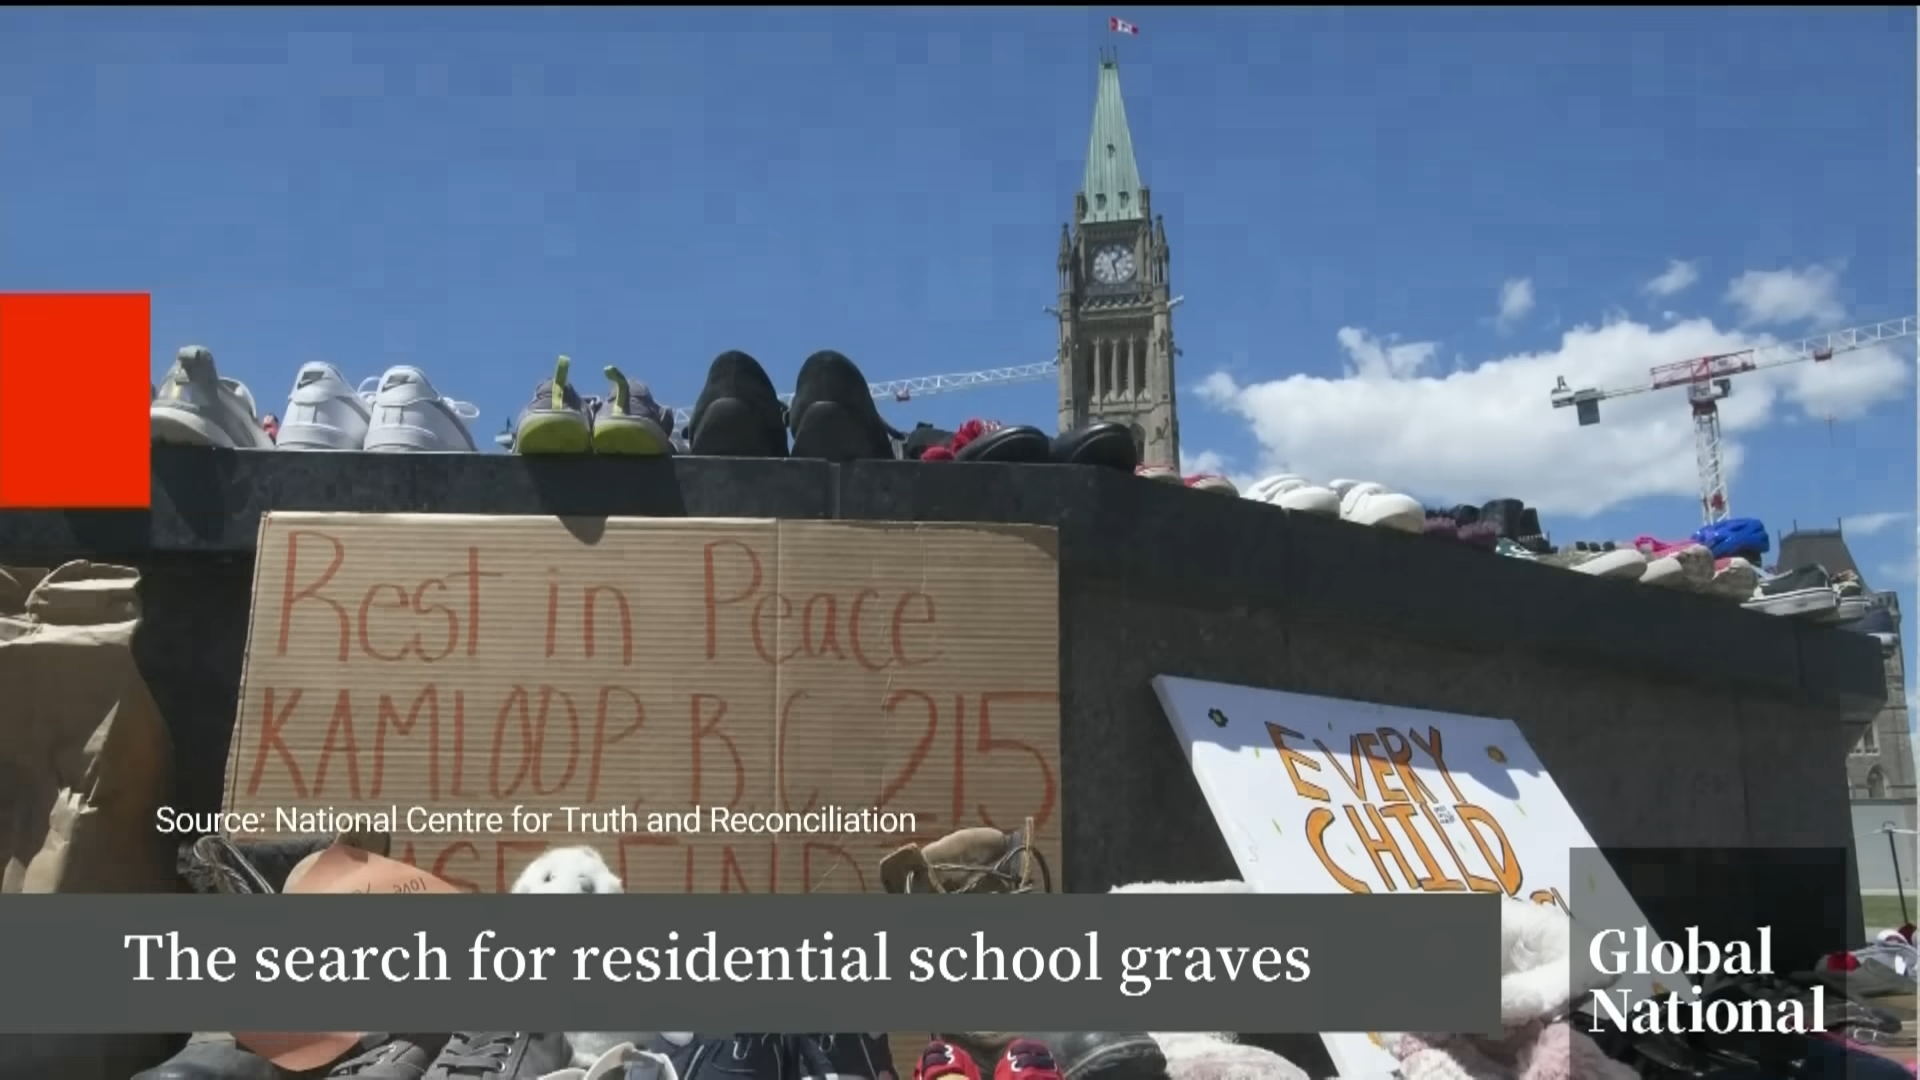 Rest in Peace
KAMLOOP, B.C 215
EVERY
CHILD
Source: National Centre for Truth and Reconciliation
love
The search for residential school graves
Global
National